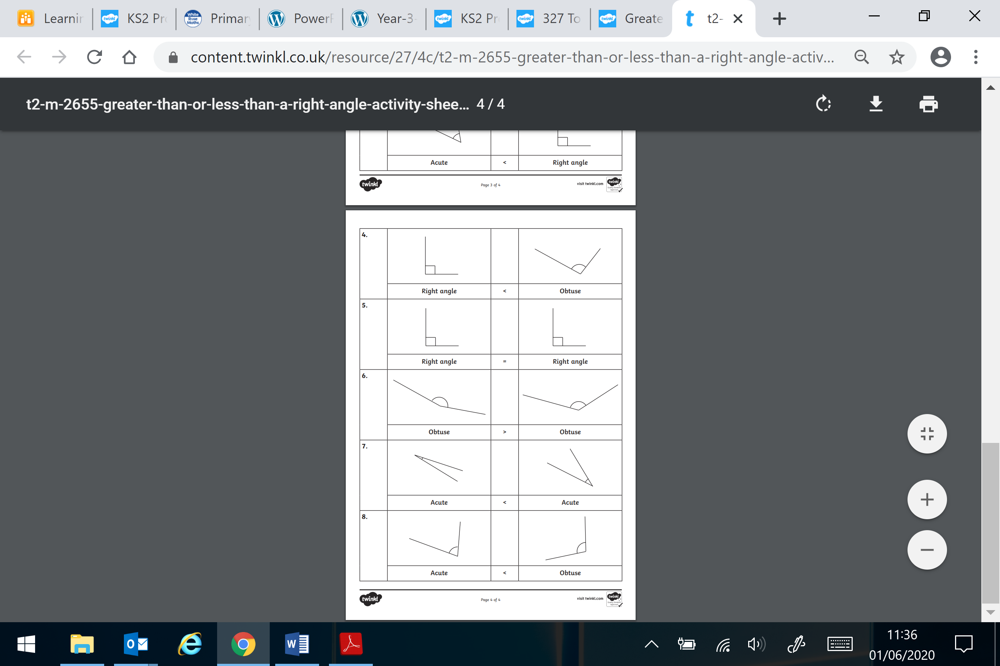 Learnin KS2 Pro Primary PowerP Year-3- KS2 Pr 327 To Greate t2-
content.twinkl.co.uk/resource/27/4c/t2-m-2655-greater-than-or-less-than-a-right-angle-activ...
t2-m-2655-greater-than-or-less-than-a-right-angle-activity-shee... 4 / 4
Acute < Right angle
twinkl Page 3 of 4 visit twinkl.com twinkl
4.
Right angle < Obtuse
5.
Right angle = Right angle
6.
Obtuse > Obtuse
7.
Acute < Acute
8.
Acute < Obtuse
twinkl Page 4 of 4 visit twinkl.com twinkl
11:36
01/06/2020